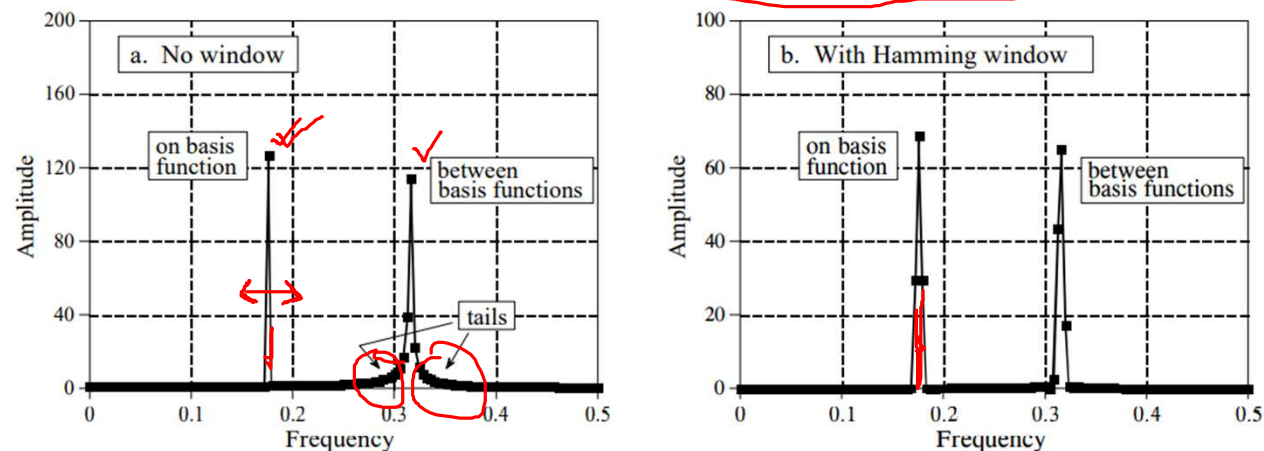 200
160
120
80
40
0
Amplitude
a. No window
on basis
function
between
basis functions
tails
0
0.1
0.2
0.3
0.4
0.5
Frequency
100
80
60
40
20
0
Amplitude
b. With Hamming window
on basis
function
between
basis functions
0
0.1
0.2
0.3
0.4
0.5
Frequency